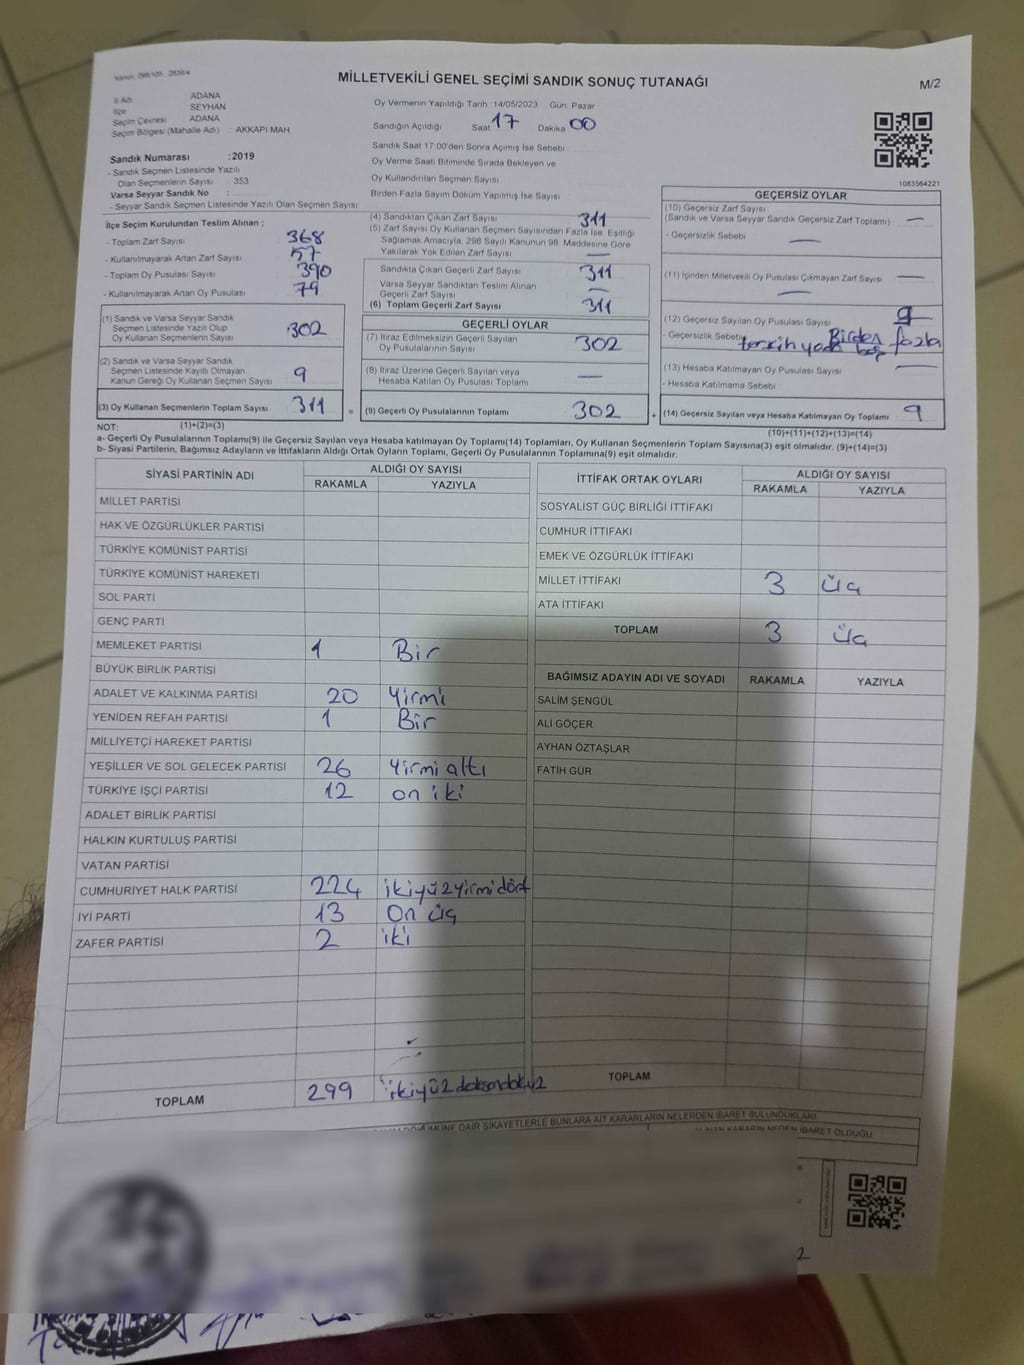 Kanun: 298/105 2839/4
MİLLETVEKİLİ GENEL SEÇİMİ SANDIK SONUÇ TUTANAĞI
M/2
İl Adı ADANA
İlçe SEYHAN
Seçim Çevresi ADANA
Seçim Bölgesi (Mahalle Adı) : AKKAPI MAH.
Oy Vermenin Yapıldığı Tarih :14/05/2023 Gün: Pazar
Sandığın Açıldığı Saat 17 Dakika 00
Sandık Saat 17:00'den Sonra Açımış İse Sebebi
Oy Verme Saati Bitiminde Sırada Bekleyen ve
Oy Kullandırılan Seçmen Sayısı
Birden Fazla Sayım Döküm Yapılmış İse Sayısı
1083564221
Sandık Numarası :2019
- Sandık Seçmen Listesinde Yazılı
Olan Seçmenlerin Sayısı : 353
Varsa Seyyar Sandık No :
- Seyyar Sandık Seçmen Listesinde Yazılı Olan Seçmen Sayısı :
İlçe Seçim Kurulundan Teslim Alınan ;
- Toplam Zarf Sayısı 368
- Kullanılmayarak Artan Zarf Sayısı 57
- Toplam Oy Pusulası Sayısı 390
- Kullanılmayarak Artan Oy Pusulası 79
(1) Sandık ve Varsa Seyyar Sandık
Seçmen Listesinde Yazılı Olup
Oy Kullanan Seçmenlerin Sayısı 302
(2) Sandık ve Varsa Seyyar Sandık
Seçmen Listesinde Kayıtlı Olmayan
Kanun Gereği Oy Kullanan Seçmen Sayısı 9
(3) Oy Kullanan Seçmenlerin Toplam Sayısı 311 =
(1)+(2)=(3)
(4) Sandıktan Çıkan Zarf Sayısı 311
(5) Zarf Sayısı Oy Kullanan Seçmen Sayısından Fazla İse, Eşitliği
Sağlamak Amacıyla, 298 Sayılı Kanunun 98. Maddesine Göre
Yakılarak Yok Edilen Zarf Sayısı —
Sandıkta Çıkan Geçerli Zarf Sayısı 311
Varsa Seyyar Sandıktan Teslim Alınan
Geçerli Zarf Sayısı —
(6) Toplam Geçerli Zarf Sayısı 311
GEÇERLİ OYLAR
(7) İtiraz Edilmeksizin Geçerli Sayılan
Oy Pusulalarının Sayısı 302
(8) İtiraz Üzerine Geçerli Sayılan veya
Hesaba Katılan Oy Pusulası Toplamı —
(9) Geçerli Oy Pusulalarının Toplamı 302 +
GEÇERSİZ OYLAR
(10) Geçersiz Zarf Sayısı
(Sandık ve Varsa Seyyar Sandık Geçersiz Zarf Toplamı) —
- Geçersizlik Sebebi : —
(11) İçinden Milletvekili Oy Pusulası Çıkmayan Zarf Sayısı —
—
(12) Geçersiz Sayılan Oy Pusulası Sayısı 9
- Geçersizlik Sebebi Birden fazla
tercih yada boş
(13) Hesaba Katılmayan Oy Pusulası Sayısı —
- Hesaba Katılmama Sebebi
(14) Geçersiz Sayılan veya Hesaba Katılmayan Oy Toplamı 9
(10)+(11)+(12)+(13)=(14)
NOT:
a- Geçerli Oy Pusulaları Toplamı(9) ile Geçersiz Sayılan veya Hesaba katılmayan Oy Toplamı(14) Toplamları, Oy Kullanan Seçmenlerin Toplam Sayısına(3) eşit olmalıdır. (9)+(14)=(3)
b- Siyasi Partilerin, Bağımsız Adayların ve İttifakların Aldığı Ortak Oyların Toplamı, Geçerli Oy Pusulalarının Toplamına(9) eşit olmalıdır.
SİYASİ PARTİNİN ADI ALDIĞI OY SAYISI
RAKAMLA YAZIYLA
MİLLET PARTİSİ
HAK VE ÖZGÜRLÜKLER PARTİSİ
TÜRKİYE KOMÜNİST PARTİSİ
TÜRKİYE KOMÜNİST HAREKETİ
SOL PARTİ
GENÇ PARTİ
MEMLEKET PARTİSİ 1 Bir
BÜYÜK BİRLİK PARTİSİ
ADALET VE KALKINMA PARTİSİ 20 Yirmi
YENİDEN REFAH PARTİSİ 1 Bir
MİLLİYETÇİ HAREKET PARTİSİ
YEŞİLLER VE SOL GELECEK PARTİSİ 26 Yirmi altı
TÜRKİYE İŞÇİ PARTİSİ 12 on iki
ADALET BİRLİK PARTİSİ
HALKIN KURTULUŞ PARTİSİ
VATAN PARTİSİ
CUMHURİYET HALK PARTİSİ 224 ikiyüzyirmidört
İYİ PARTİ 13 On üç
ZAFER PARTİSİ 2 iki
TOPLAM 299 ikiyüzdoksandokuz
İTTİFAK ORTAK OYLARI ALDIĞI OY SAYISI
RAKAMLA YAZIYLA
SOSYALİST GÜÇ BİRLİĞİ İTTİFAKI
CUMHUR İTTİFAKI
EMEK VE ÖZGÜRLÜK İTTİFAKI
MİLLET İTTİFAKI 3 üç
ATA İTTİFAKI
TOPLAM 3 üç
BAĞIMSIZ ADAYIN ADI VE SOYADI RAKAMLA YAZIYLA
SALİM ŞENGÜL
ALİ GÖÇER
AYHAN ÖZTAŞLAR
FATİH GÜR
TOPLAM
DAİR ŞİKAYETLERLE BUNLARA AİT KARARLARIN NELERDEN İBARET BULUNDUKLARI
KARARIN NEDEN İBARET OLDUĞU
2